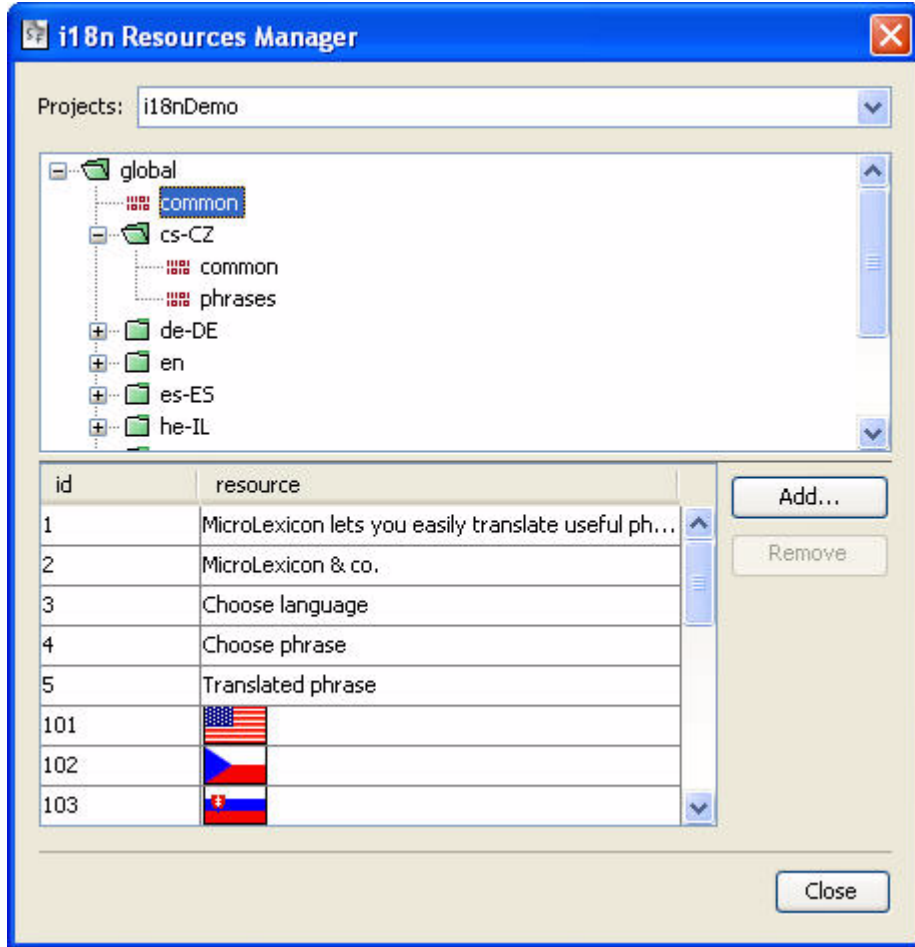 i18n Resources Manager
Projects: i18nDemo
global
common
cs-CZ
common
phrases
de-DE
en
es-ES
he-IL
id resource
1 MicroLexicon lets you easily translate useful ph...
2 MicroLexicon & co.
3 Choose language
4 Choose phrase
5 Translated phrase
101
102
103
Add...
Remove
Close